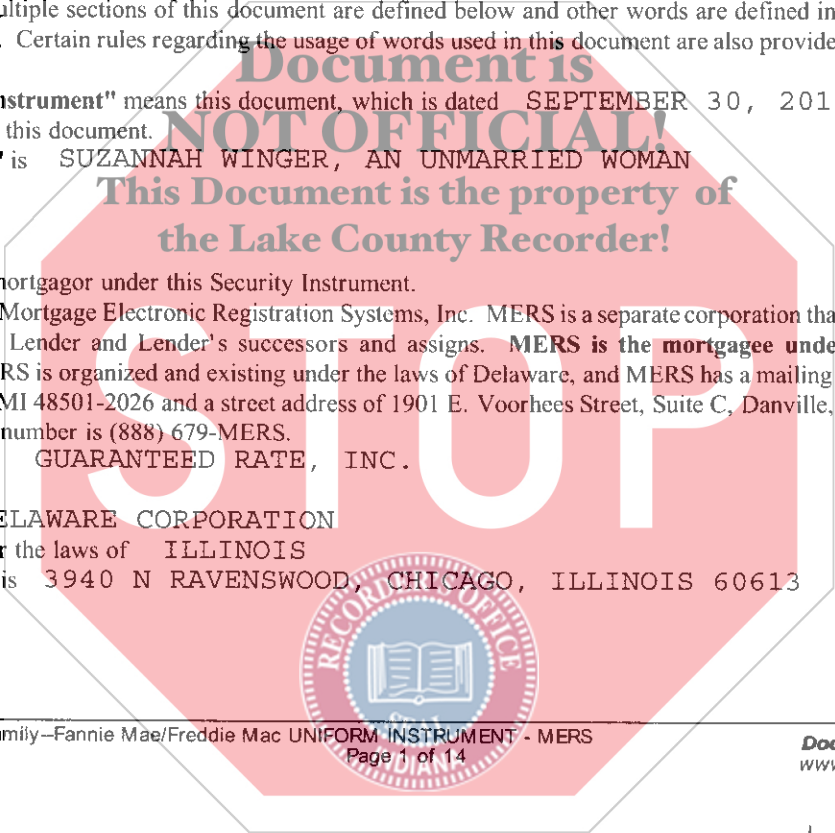 ultiple sections of this document are defined below and other words are defined in
. Certain rules regarding the usage of words used in this document are also provide
Document is
nstrument" means this document, which is dated SEPTEMBER 30, 201
this document.
NOT OFFICIAL!
" is SUZANNAH WINGER, AN UNMARRIED WOMAN
This Document is the property of
the Lake County Recorder!
nortgagor under this Security Instrument.
Mortgage Electronic Registration Systems, Inc. MERS is a separate corporation tha
Lender and Lender's successors and assigns. MERS is the mortgagee unde
RS is organized and existing under the laws of Delaware, and MERS has a mailing
MI 48501-2026 and a street address of 1901 E. Voorhees Street, Suite C, Danville,
number is (888) 679-MERS.
GUARANTEED RATE, INC.
STOP
ELAWARE CORPORATION
r the laws of ILLINOIS
is 3940 N RAVENSWOOD, CHICAGO, ILLINOIS 60613
RECORDER'S OFFICE
SEAL
INDIANA
amily--Fannie Mae/Freddie Mac UNIFORM INSTRUMENT - MERS
Page 1 of 14
Doc
www